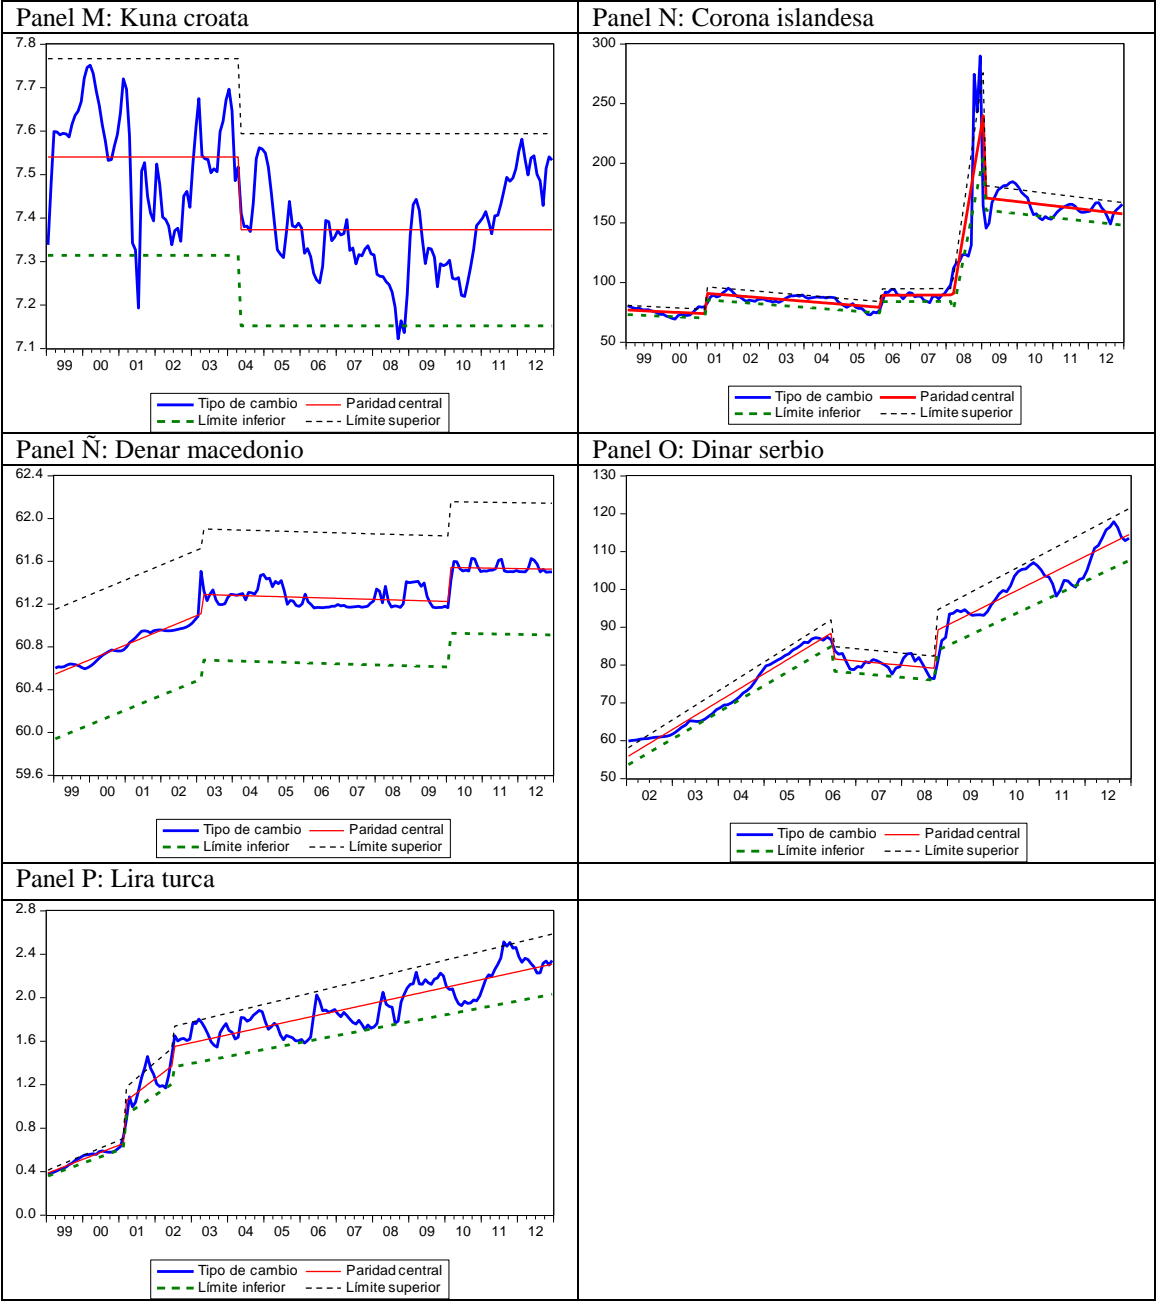 Panel M: Kuna croata
7.8
7.7
7.6
7.5
7.4
7.3
7.2
7.1
99 00 01 02 03 04 05 06 07 08 09 10 11 12
Tipo de cambio Paridad central
Límite inferior Límite superior
Panel N: Corona islandesa
300
250
200
150
100
50
99 00 01 02 03 04 05 06 07 08 09 10 11 12
Tipo de cambio Paridad central
Límite inferior Límite superior
Panel Ñ: Denar macedonio
62.4
62.0
61.6
61.2
60.8
60.4
60.0
59.6
99 00 01 02 03 04 05 06 07 08 09 10 11 12
Tipo de cambio Paridad central
Límite inferior Límite superior
Panel O: Dinar serbio
130
120
110
100
90
80
70
60
50
02 03 04 05 06 07 08 09 10 11 12
Tipo de cambio Paridad central
Límite inferior Límite superior
Panel P: Lira turca
2.8
2.4
2.0
1.6
1.2
0.8
0.4
0.0
99 00 01 02 03 04 05 06 07 08 09 10 11 12
Tipo de cambio Paridad central
Límite inferior Límite superior